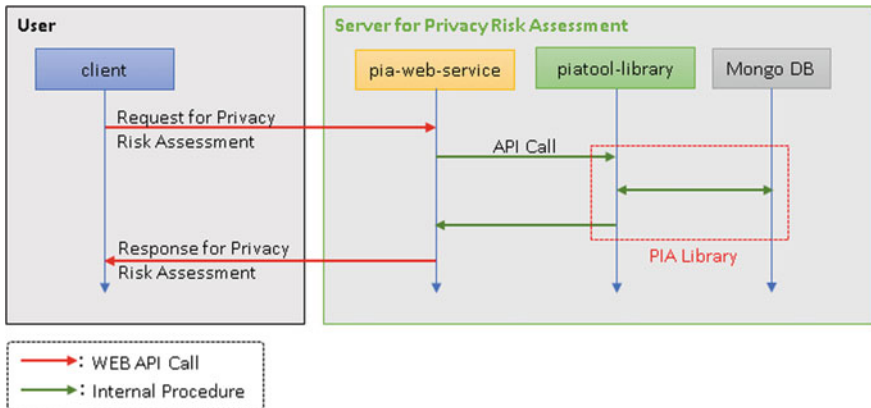 User
Server for Privacy Risk Assessment
client
pia-web-service
piatool-library
Mongo DB
Request for Privacy
Risk Assessment
API Call
Response for Privacy
Risk Assessment
PIA Library
: WEB API Call
: Internal Procedure